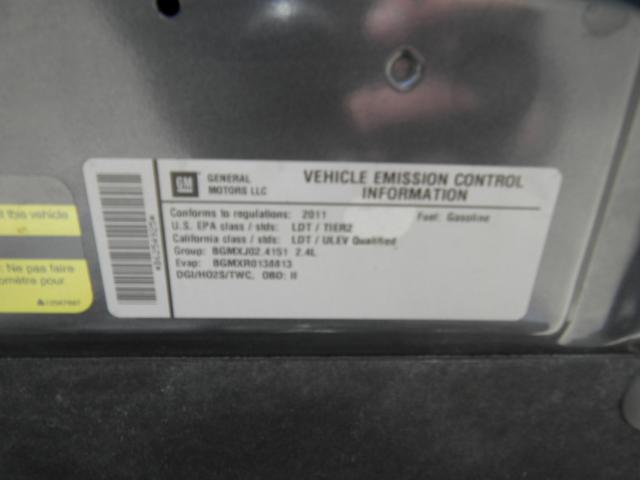 GM GENERAL MOTORS LLC
VEHICLE EMISSION CONTROL INFORMATION
Conforms to regulations: 2011 Fuel: Gasoline
U.S. EPA class / stds: LDT / TIER2
California class / stds: LDT / ULEV Qualified
Group: BGMXJ02.4151 2.4L
Evap: BGMXR0138813
DGI/HO2S/TWC, OBD: II
this vehicle
: Ne pas faire
omètre pour